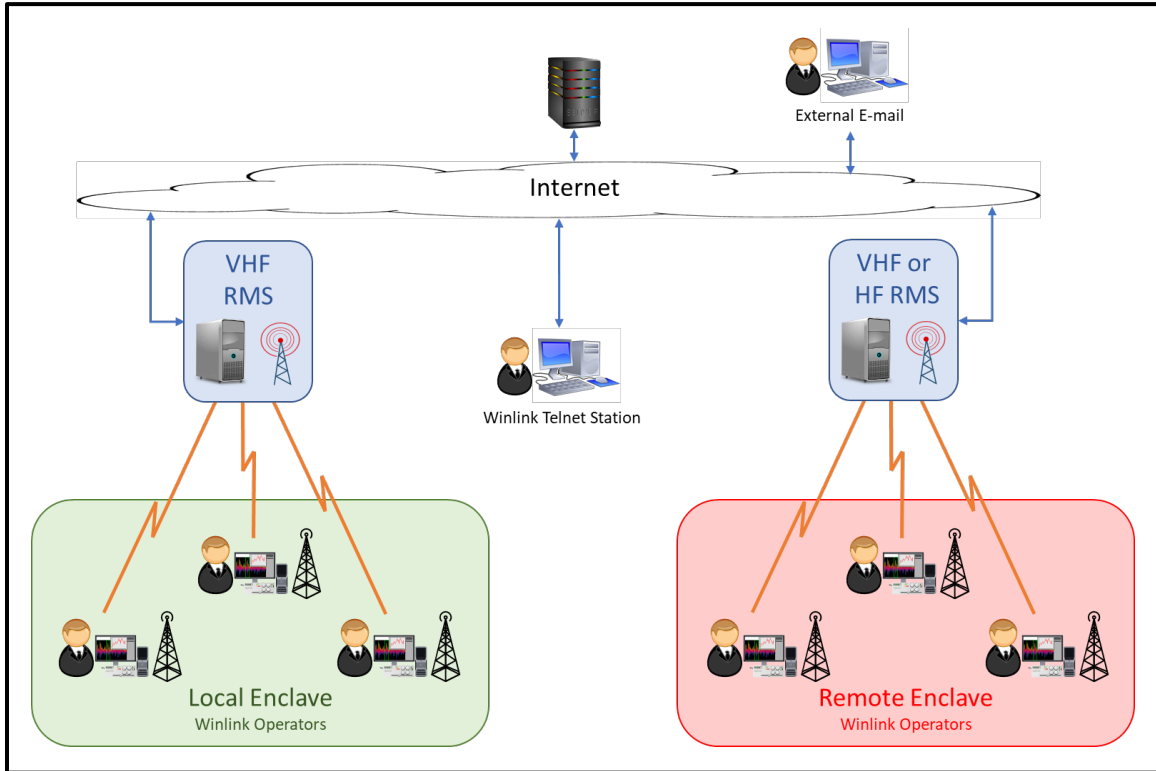 External E-mail
Internet
VHF
RMS
VHF or
HF RMS
Winlink Telnet Station
Local Enclave
Winlink Operators
Remote Enclave
Winlink Operators